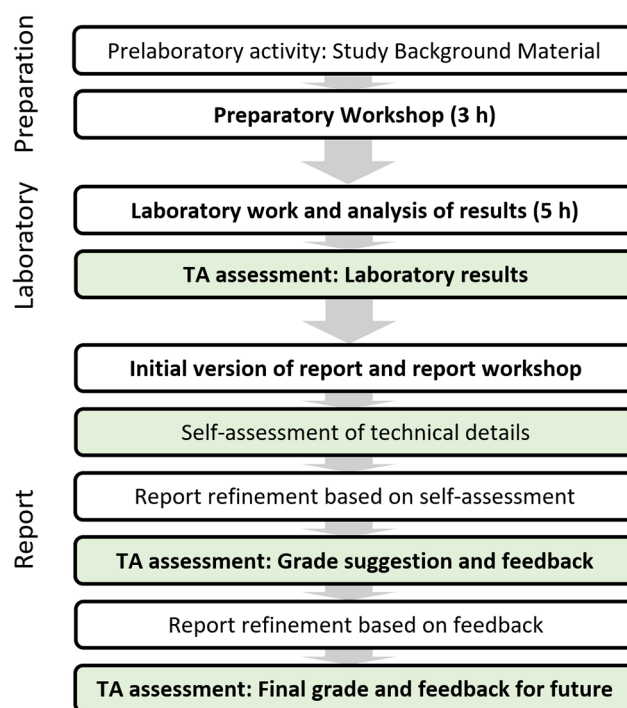 Preparation
Prelaboratory activity: Study Background Material
Preparatory Workshop (3 h)
Laboratory
Laboratory work and analysis of results (5 h)
TA assessment: Laboratory results
Report
Initial version of report and report workshop
Self-assessment of technical details
Report refinement based on self-assessment
TA assessment: Grade suggestion and feedback
Report refinement based on feedback
TA assessment: Final grade and feedback for future